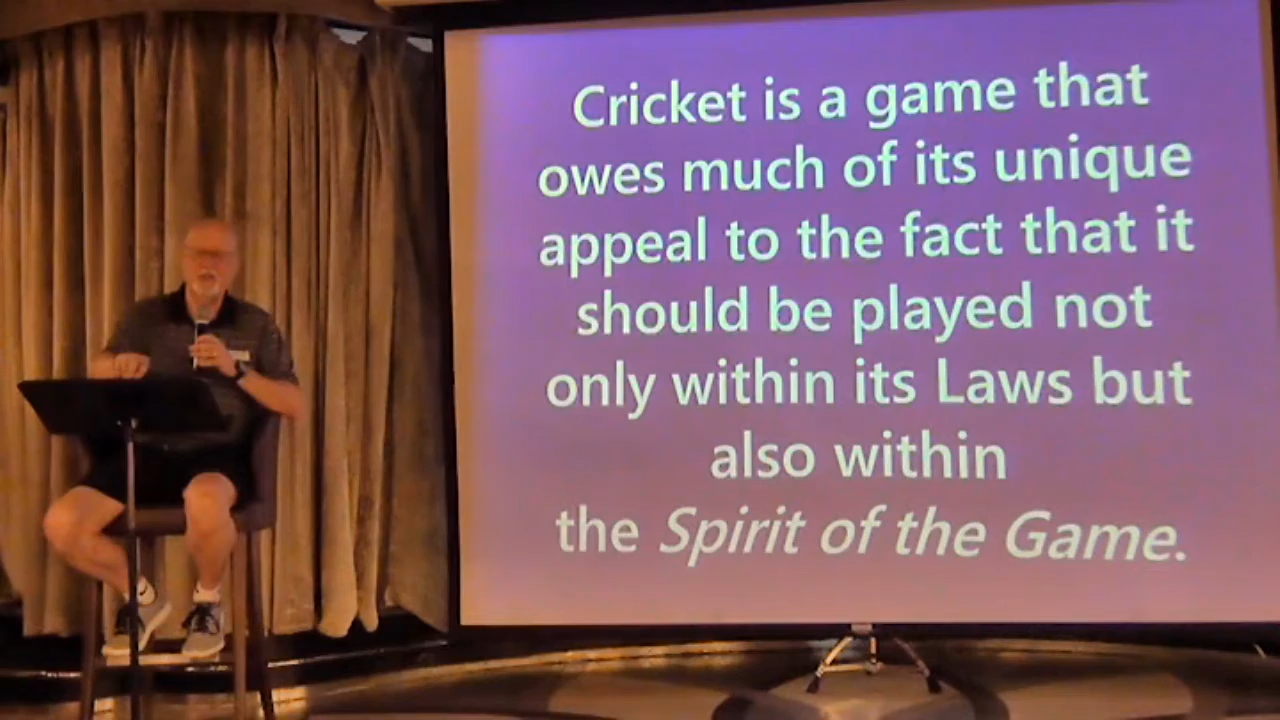 Cricket is a game that
owes much of its unique
appeal to the fact that it
should be played not
only within its Laws but
also within
the Spirit of the Game.